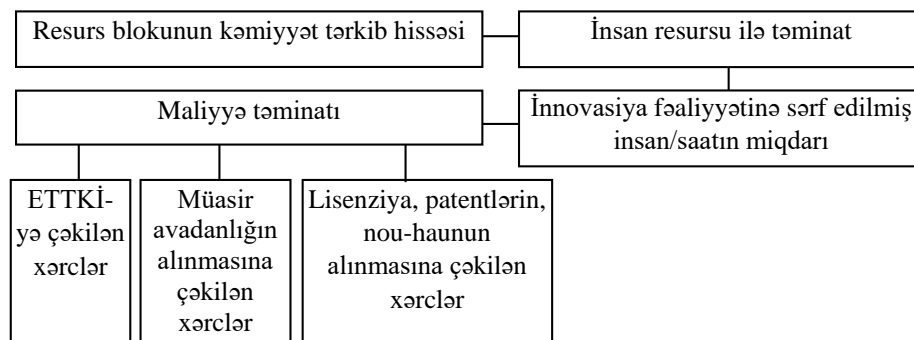 Resurs blokunun kəmiyyət tərkib hissəsi
İnsan resursu ilə təminat
Maliyyə təminatı
İnnovasiya fəaliyyətinə sərf edilmiş
insan/saatın miqdarı
ETTKİ-
yə çəkilən
xərclər
Müasir
avadanlığın
alınmasına
çəkilən
xərclər
Lisenziya, patentlərin,
nou-haunun
alınmasına çəkilən
xərclər